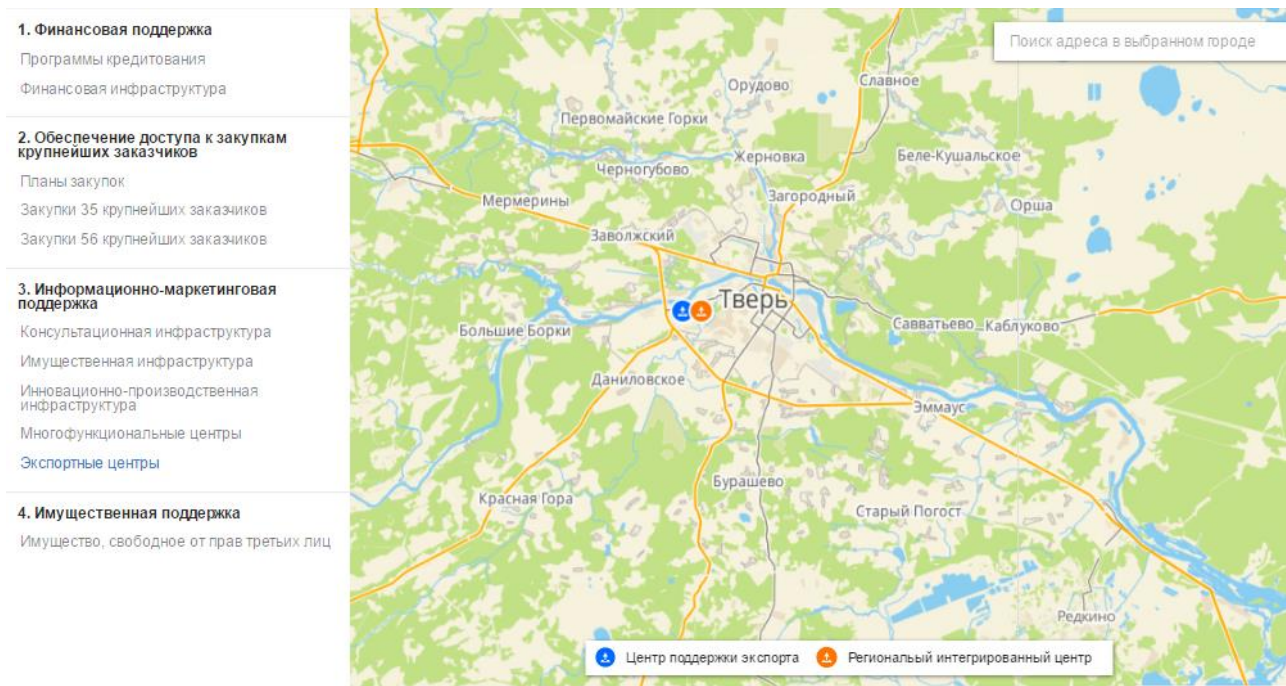 1. Финансовая поддержка
Программы кредитования
Финансовая инфраструктура
2. Обеспечение доступа к закупкам
крупнейших заказчиков
Планы закупок
Закупки 35 крупнейших заказчиков
Закупки 56 крупнейших заказчиков
3. Информационно-маркетинговая
поддержка
Консультационная инфраструктура
Имущественная инфраструктура
Инновационно-производственная
инфраструктура
Многофункциональные центры
Экспортные центры
4. Имущественная поддержка
Имущество, свободное от прав третьих лиц
Поиск адреса в выбранном городе
Славное
Орудово
Первомайские Горки
Жерновка
Беле-Кушальское
Черногубово
Загородный
Мермерины
Орша
Заволжский
Тверь
Большие Борки
Савватьево
Каблуково
Даниловское
Эммаус
Бурашево
Красная Гора
Старый Погост
Редкино
Центр поддержки экспорта
Региональый интегрированный центр